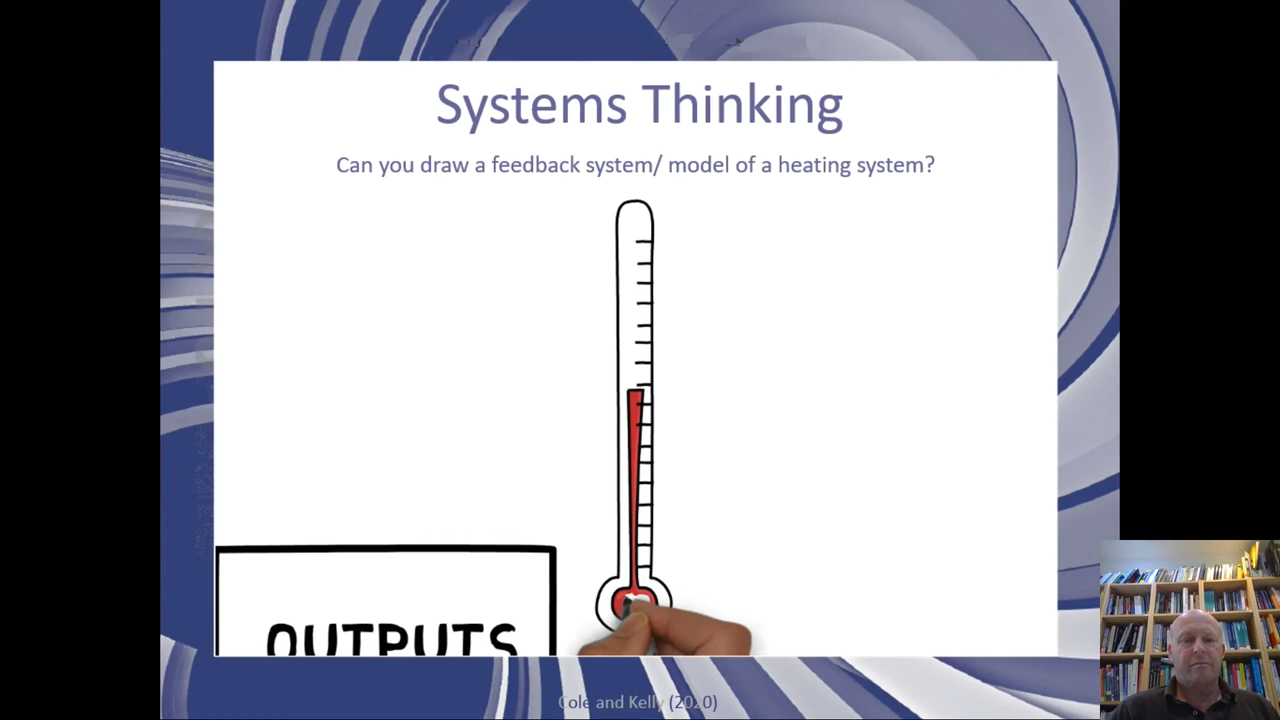 Systems Thinking
Can you draw a feedback system/ model of a heating system?
OUTPUTS
Cole and Kelly (2020)